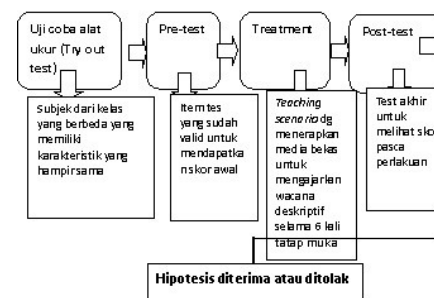 Uji coba alat
ukur (Try out
test)
Pre-test
Treatment
Post-test
Subjek dari kelas
yang berbeda yang
memiliki
karakteristik yang
hampir sama
Item tes
yang sudah
valid untuk
mendapatka
n skor awal
Teaching
scenario dg
menerapkan
media bekas
untuk
mengajarkan
wacana
deskriptif
selama 6 kali
tatap muka
Test akhir
untuk
melihat sko
pasca
perlakuan
Hipotesis diterima atau ditolak